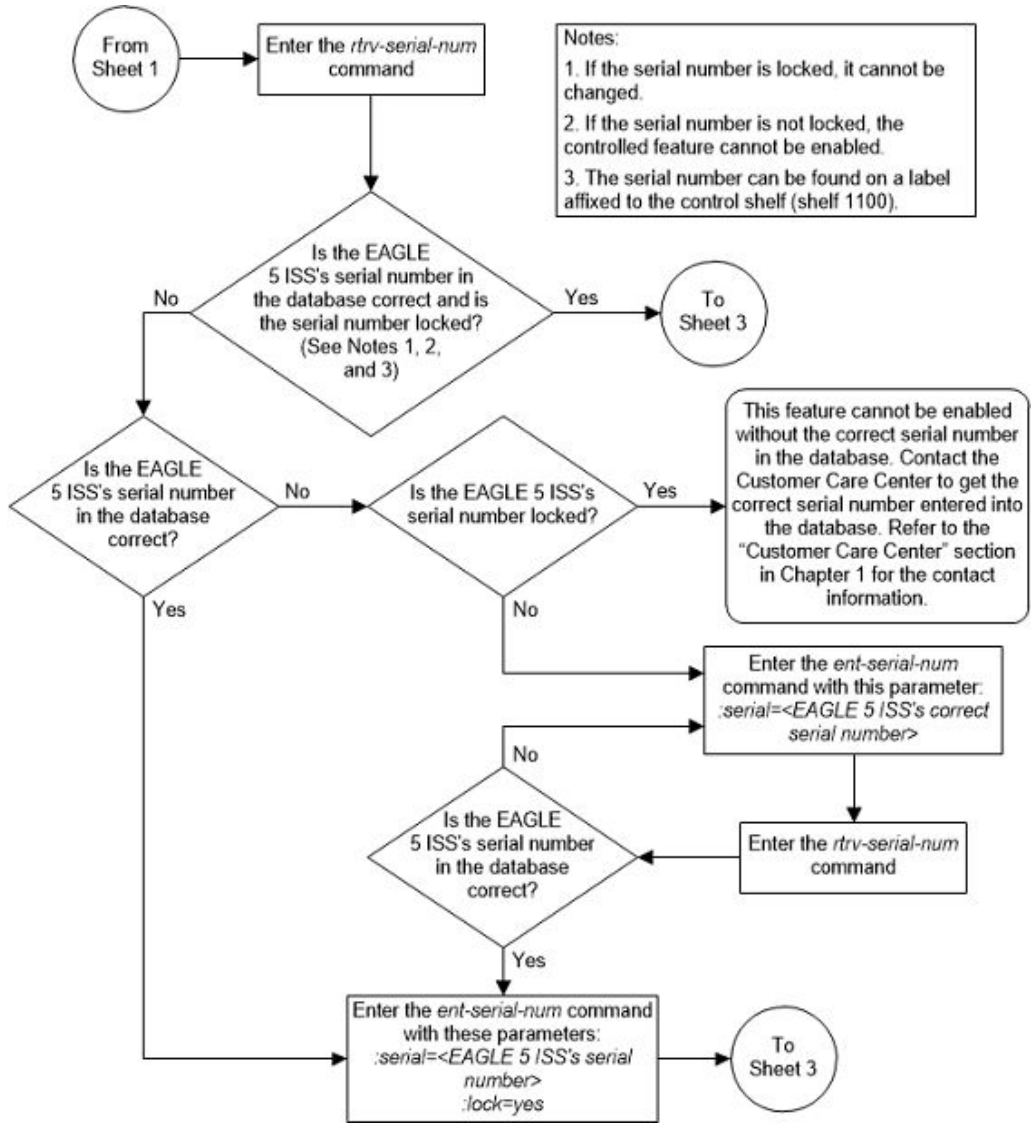 From
Sheet 1
Enter the rtrv-serial-num
command
Notes:
1. If the serial number is locked, it cannot be
changed.
2. If the serial number is not locked, the
controlled feature cannot be enabled.
3. The serial number can be found on a label
affixed to the control shelf (shelf 1100).
Is the EAGLE
5 ISS's serial number in
the database correct and is
the serial number locked?
(See Notes 1, 2,
and 3)
No
Yes
To
Sheet 3
Is the EAGLE
5 ISS's serial number
in the database
correct?
No
Yes
Is the EAGLE 5 ISS's
serial number locked?
Yes
No
This feature cannot be enabled
without the correct serial number
in the database. Contact the
Customer Care Center to get the
correct serial number entered into
the database. Refer to the
“Customer Care Center” section
in Chapter 1 for the contact
information.
Enter the ent-serial-num
command with this parameter:
:serial=<EAGLE 5 ISS's correct
serial number>
Enter the rtrv-serial-num
command
No
Is the EAGLE
5 ISS's serial number
in the database
correct?
Yes
Enter the ent-serial-num command
with these parameters:
:serial=<EAGLE 5 ISS's serial
number>
:lock=yes
To
Sheet 3